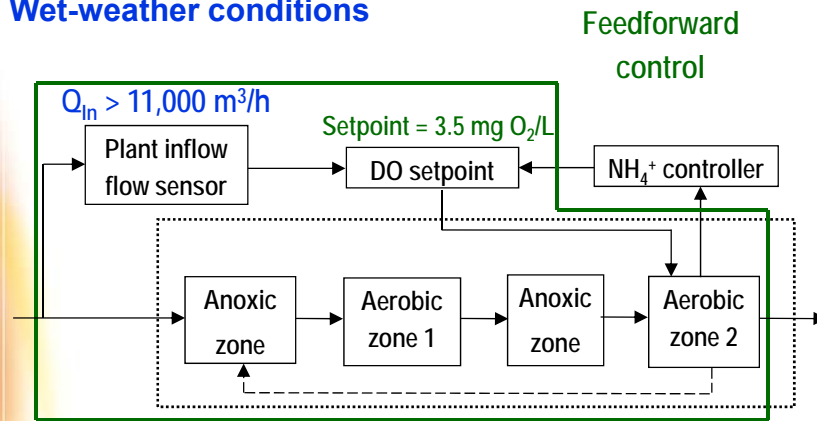 Wet-weather conditions
Feedforward
control
Q_In > 11,000 m³/h
Setpoint = 3.5 mg O₂/L
Plant inflow
flow sensor
DO setpoint
NH₄⁺ controller
Anoxic
zone
Aerobic
zone 1
Anoxic
zone
Aerobic
zone 2